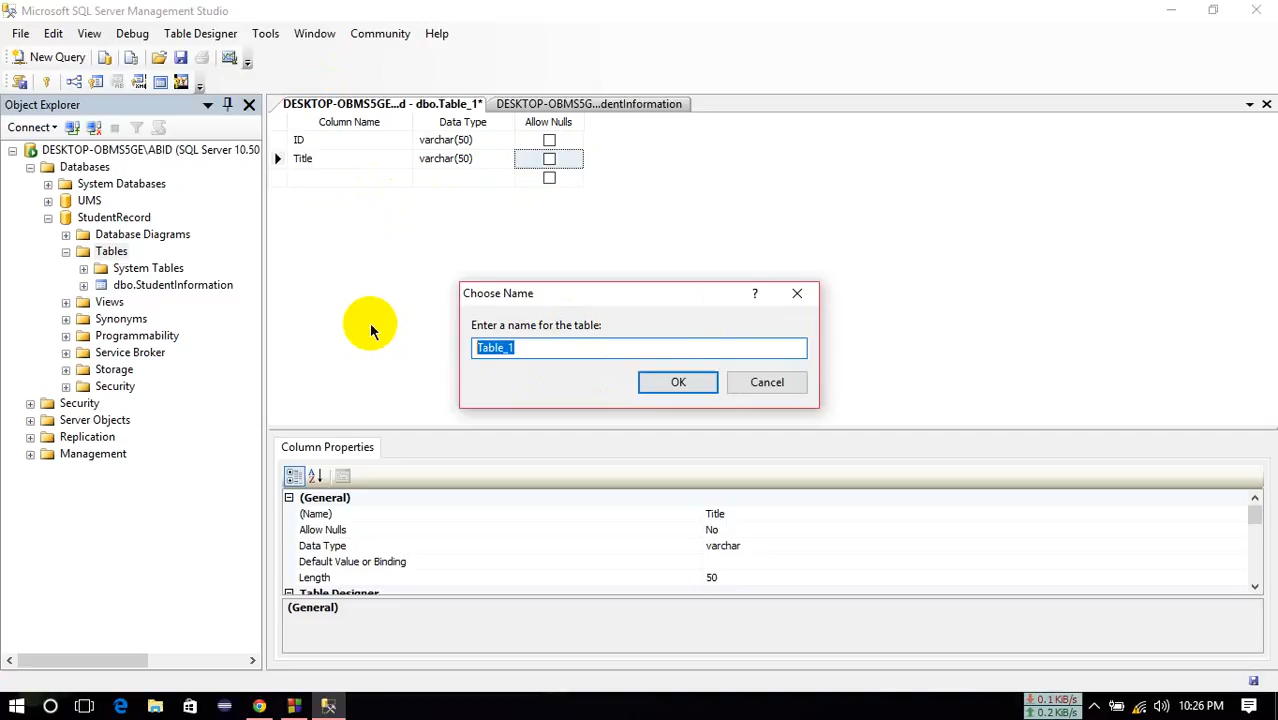 Microsoft SQL Server Management Studio
File Edit View Debug Table Designer Tools Window Community Help
New Query
Object Explorer
DESKTOP-OBMS5GE...d - dbo.Table_1*
DESKTOP-OBMS5G...dentInformation
Connect
DESKTOP-OBMS5GE\ABID (SQL Server 10.50
Databases
System Databases
UMS
StudentRecord
Database Diagrams
Tables
System Tables
dbo.StudentInformation
Views
Synonyms
Programmability
Service Broker
Storage
Security
Security
Server Objects
Replication
Management
Column Name Data Type Allow Nulls
ID varchar(50)
Title varchar(50)
Choose Name
?
Enter a name for the table:
Table_1
OK Cancel
Column Properties
(General)
(Name) Title
Allow Nulls No
Data Type varchar
Default Value or Binding
Length 50
Table Designer
(General)
0.1 KiB/s
0.2 KiB/s
10:26 PM